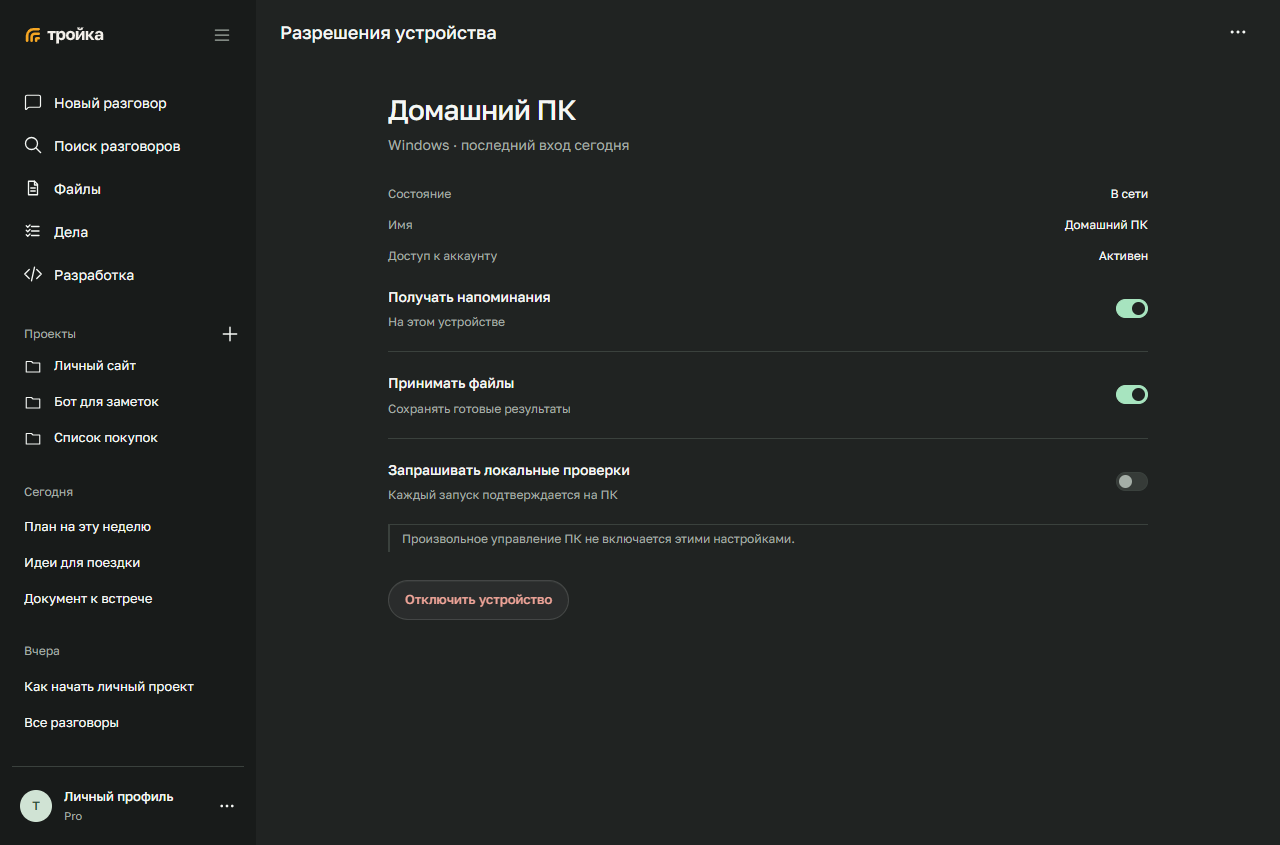 тройка
Новый разговор
Поиск разговоров
Файлы
Дела
Разработка
Проекты
Личный сайт
Бот для заметок
Список покупок
Сегодня
План на эту неделю
Идеи для поездки
Документ к встрече
Вчера
Как начать личный проект
Все разговоры
Т
Личный профиль
Pro
Разрешения устройства
Домашний ПК
Windows · последний вход сегодня
Состояние В сети
Имя Домашний ПК
Доступ к аккаунту Активен
Получать напоминания
На этом устройстве
Принимать файлы
Сохранять готовые результаты
Запрашивать локальные проверки
Каждый запуск подтверждается на ПК
Произвольное управление ПК не включается этими настройками.
Отключить устройство